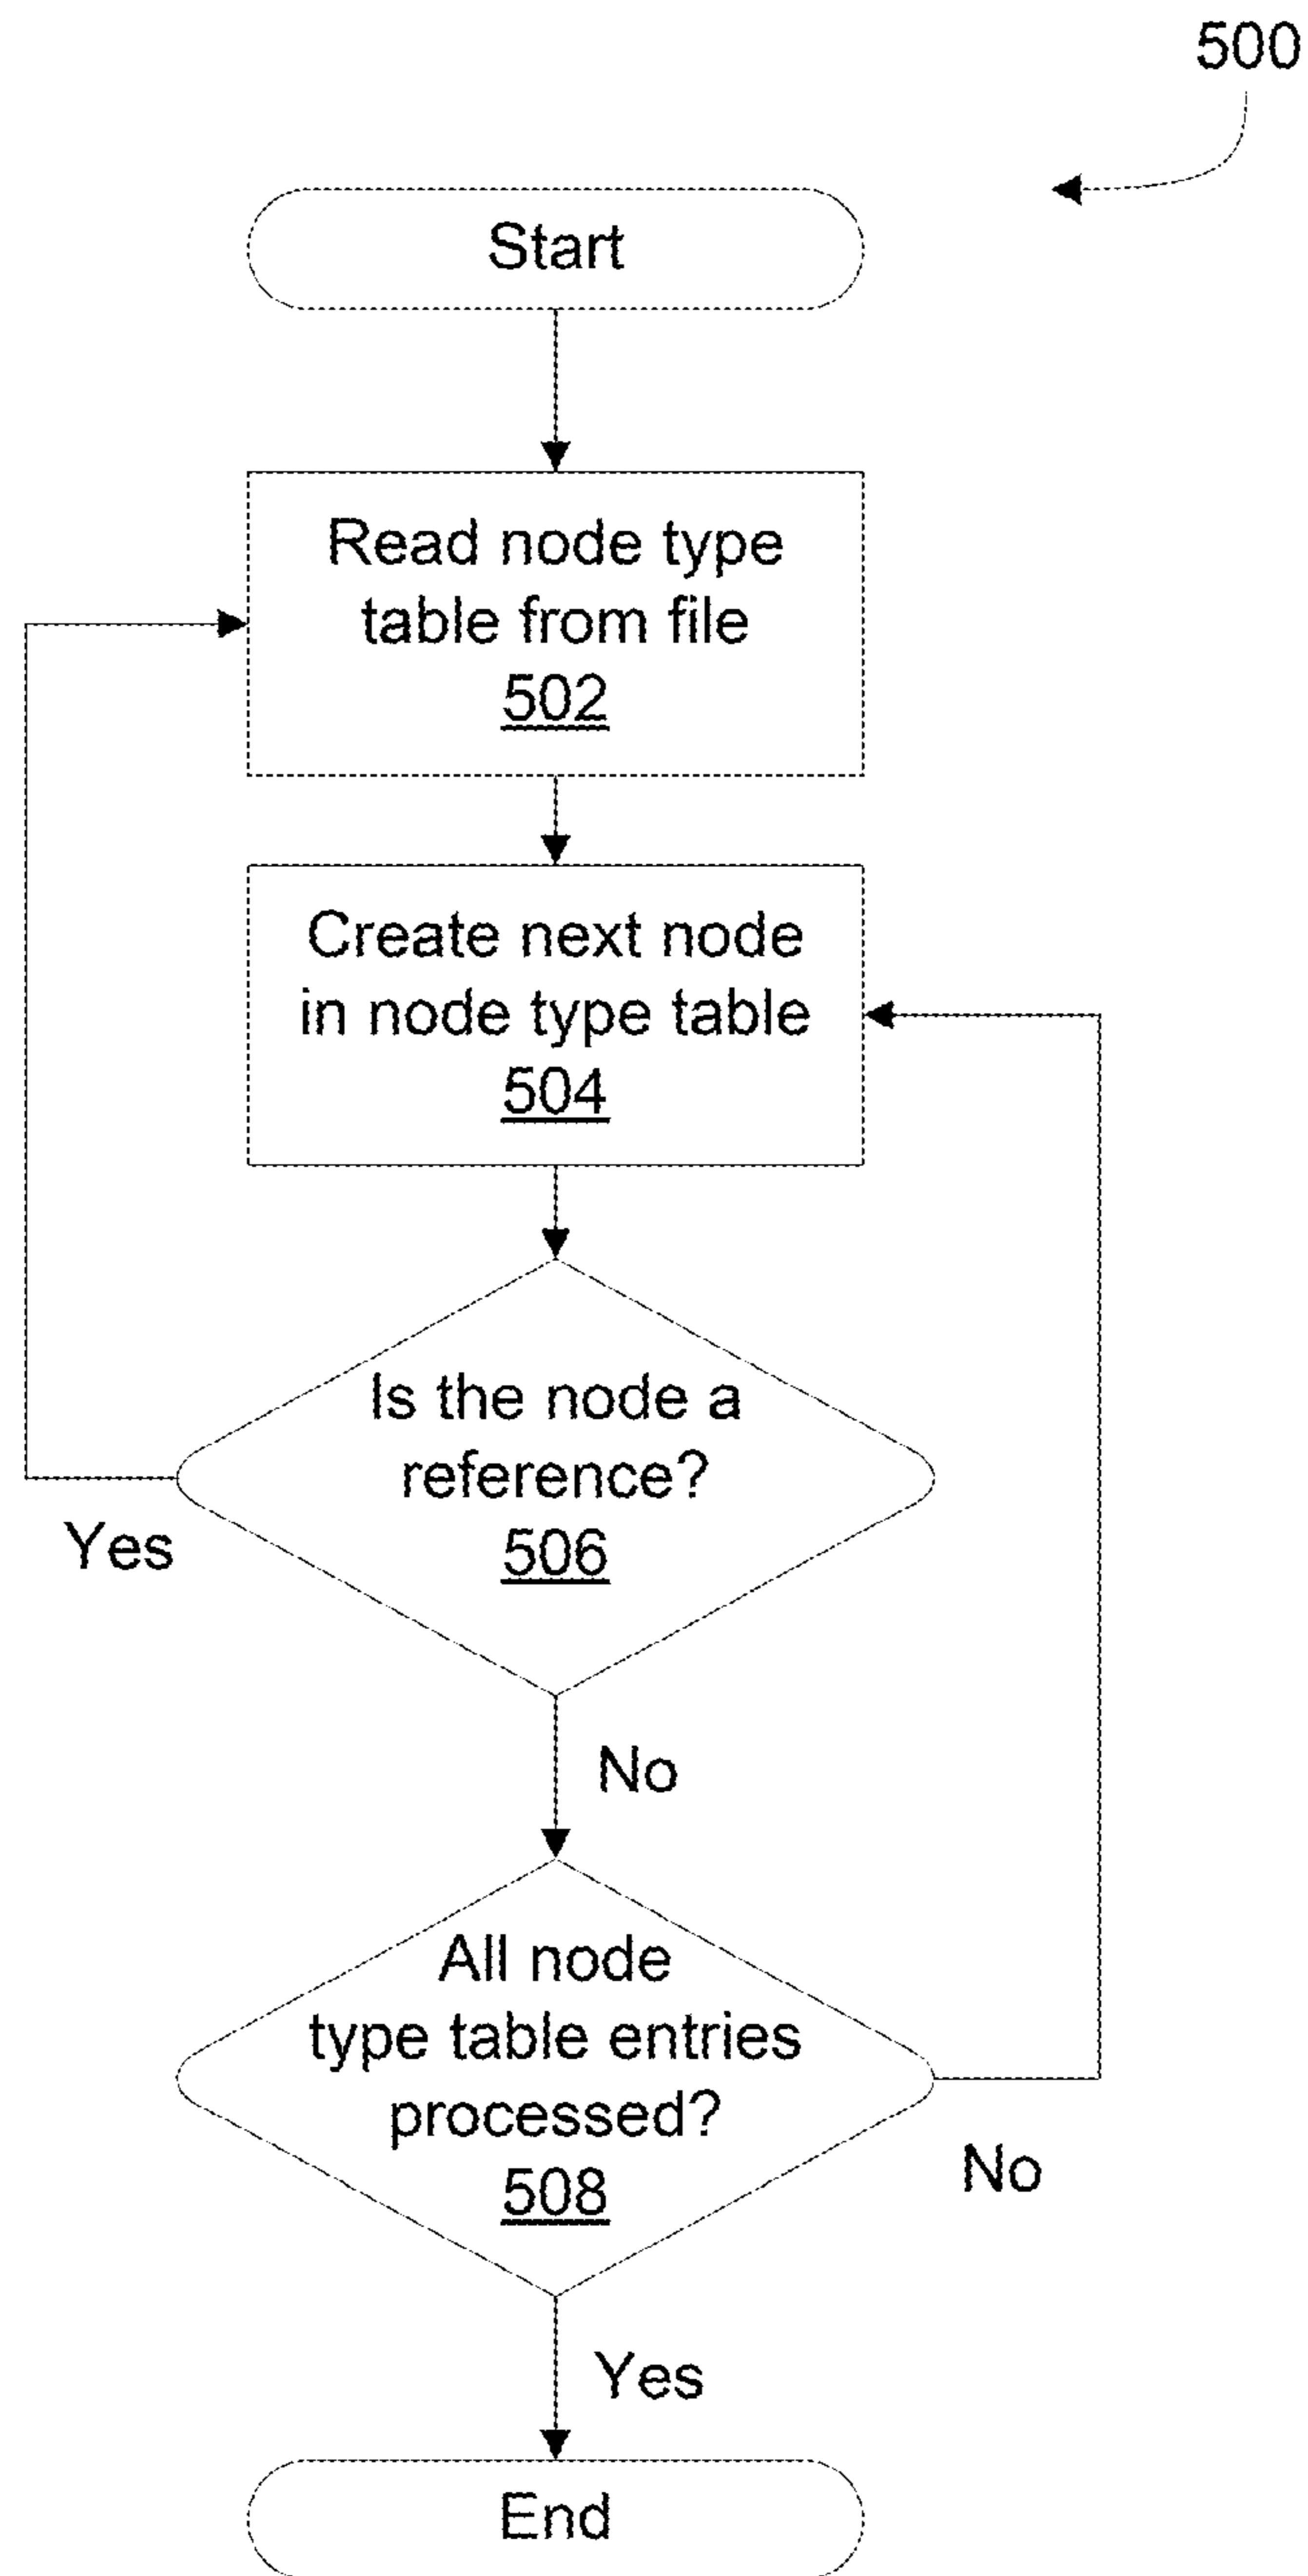 500
Start
Read node type
table from file
502
Create next node
in node type table
504
Is the node a
reference?
506
Yes
No
All node
type table entries
processed?
508
No
Yes
End